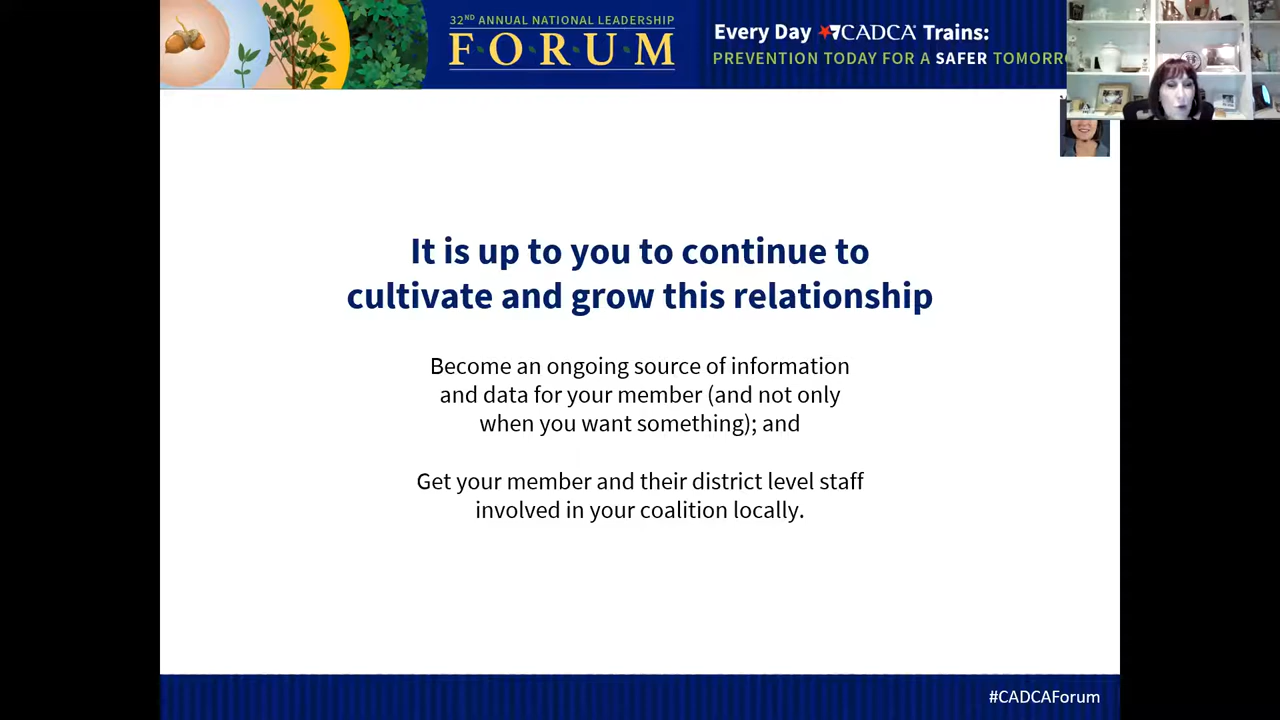 32ND ANNUAL NATIONAL LEADERSHIP
FORUM
Every Day CADCA Trains:
PREVENTION TODAY FOR A SAFER TOMORR
It is up to you to continue to
cultivate and grow this relationship
Become an ongoing source of information
and data for your member (and not only
when you want something); and
Get your member and their district level staff
involved in your coalition locally.
#CADCAForum